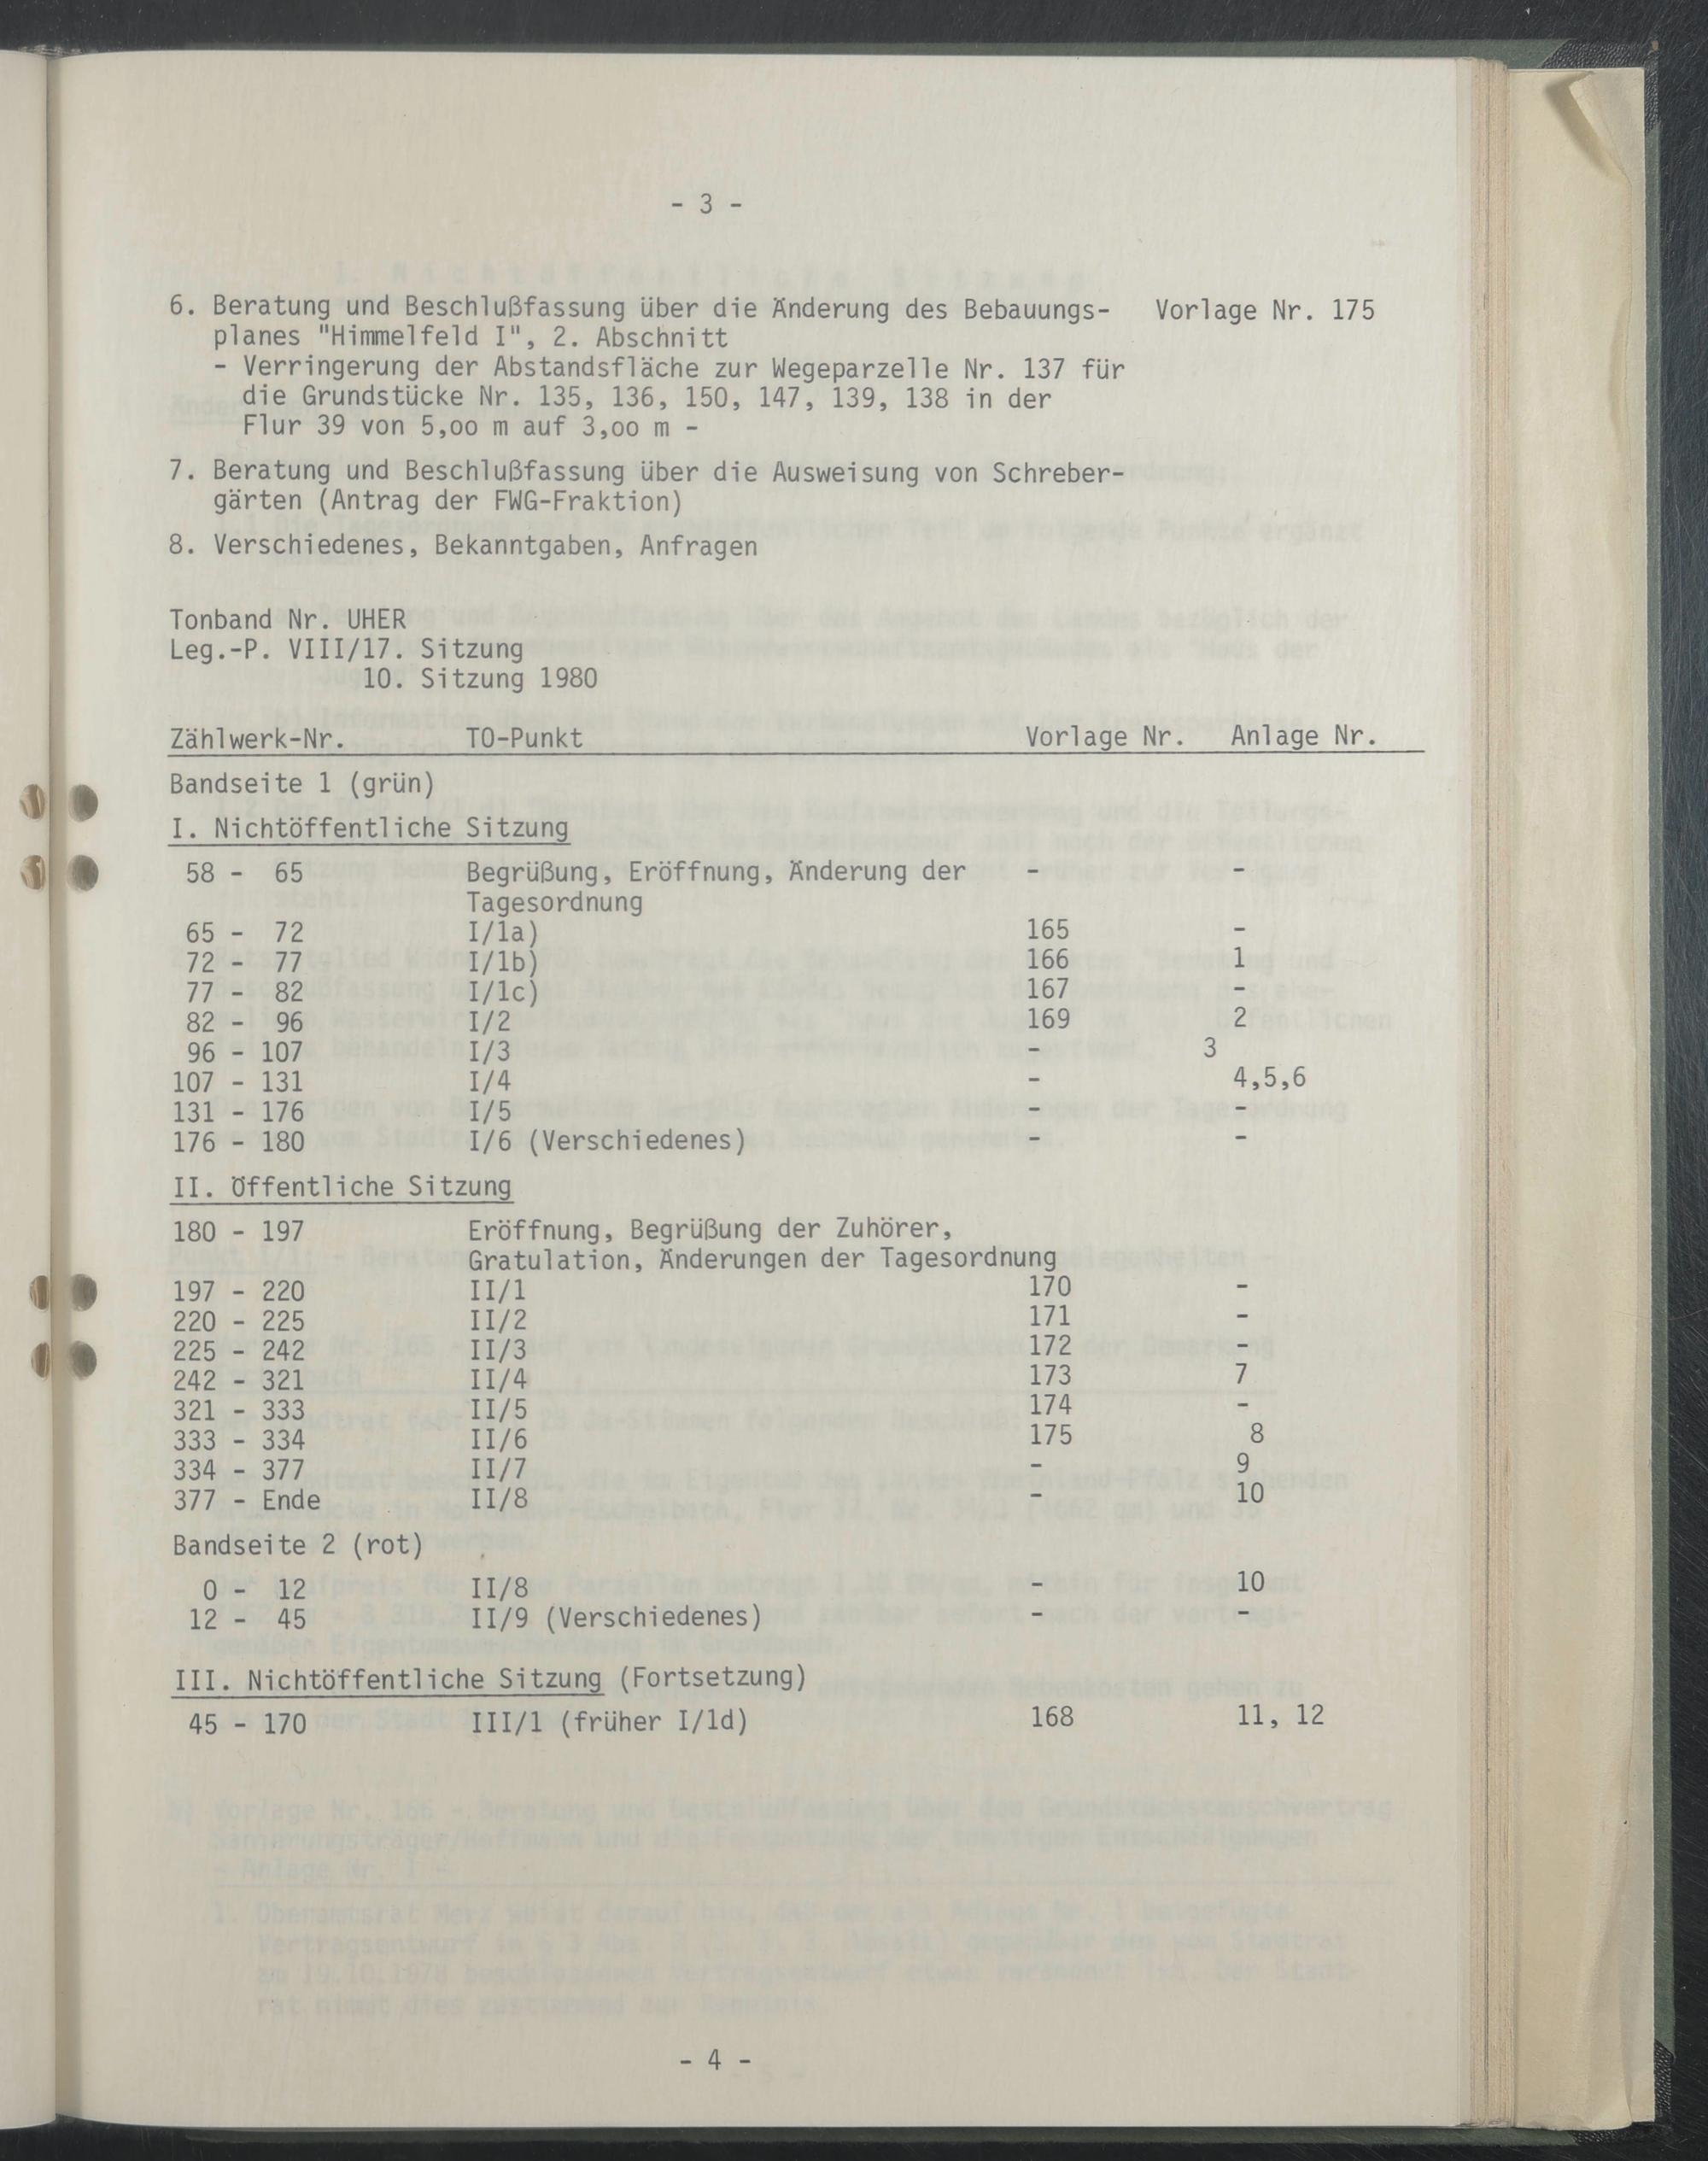 - 3 -
6. Beratung und Beschlußfassung über die Änderung des Bebauungs- Vorlage Nr. 175
planes "Himmelfeld I", 2. Abschnitt
- Verringerung der Abstandsfläche zur Wegeparzelle Nr. 137 für
die Grundstücke Nr. 135, 136, 150, 147, 139, 138 in der
Flur 39 von 5,oo m auf 3,oo m -
7. Beratung und Beschlußfassung über die Ausweisung von Schreber-
gärten (Antrag der FWG-Fraktion)
8. Verschiedenes, Bekanntgaben, Anfragen
Tonband Nr. UHER
Leg.-P. VIII/17. Sitzung
10. Sitzung 1980
Zählwerk-Nr. TO-Punkt Vorlage Nr. Anlage Nr.
Bandseite 1 (grün)
I. Nichtöffentliche Sitzung
58 - 65 Begrüßung, Eröffnung, Änderung der - -
Tagesordnung
65 - 72 I/1a) 165 -
72 - 77 I/1b) 166 1
77 - 82 I/1c) 167 -
82 - 96 I/2 169 2
96 - 107 I/3 - 3
107 - 131 I/4 - 4,5,6
131 - 176 I/5 - -
176 - 180 I/6 (Verschiedenes) - -
II. Öffentliche Sitzung
180 - 197 Eröffnung, Begrüßung der Zuhörer,
Gratulation, Änderungen der Tagesordnung
197 - 220 II/1 170 -
220 - 225 II/2 171 -
225 - 242 II/3 172 -
242 - 321 II/4 173 7
321 - 333 II/5 174 -
333 - 334 II/6 175 8
334 - 377 II/7 - 9
377 - Ende II/8 - 10
Bandseite 2 (rot)
0 - 12 II/8 - 10
12 - 45 II/9 (Verschiedenes) - -
III. Nichtöffentliche Sitzung (Fortsetzung)
45 - 170 III/1 (früher I/1d) 168 11, 12
- 4 -